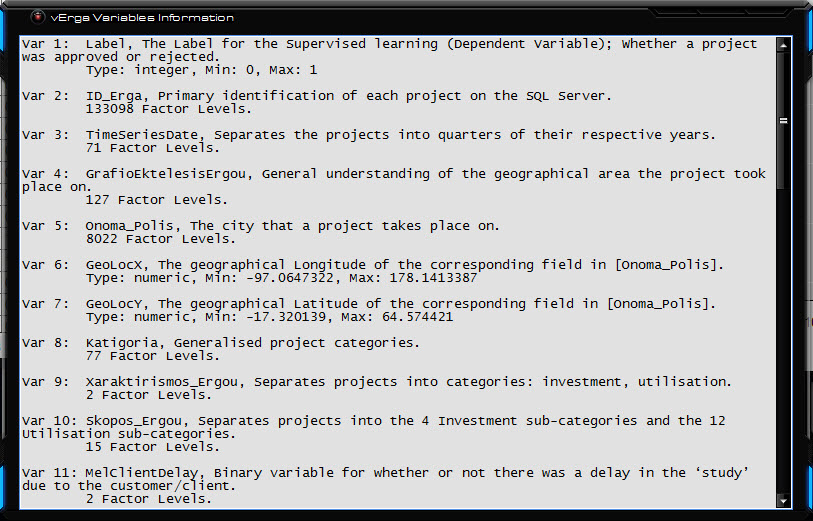 vErga Variables Information
Var 1:  Label, The Label for the Supervised learning (Dependent Variable); Whether a project
was approved or rejected.
Type: integer, Min: 0, Max: 1
Var 2:  ID_Erga, Primary identification of each project on the SQL Server.
133098 Factor Levels.
Var 3:  TimeSeriesDate, Separates the projects into quarters of their respective years.
71 Factor Levels.
Var 4:  GrafioEktelesisErgou, General understanding of the geographical area the project took
place on.
127 Factor Levels.
Var 5:  Onoma_Polis, The city that a project takes place on.
8022 Factor Levels.
Var 6:  GeoLocX, The geographical Longitude of the corresponding field in [Onoma_Polis].
Type: numeric, Min: -97.0647322, Max: 178.1413387
Var 7:  GeoLocY, The geographical Latitude of the corresponding field in [Onoma_Polis].
Type: numeric, Min: -17.320139, Max: 64.574421
Var 8:  Katigoria, Generalised project categories.
77 Factor Levels.
Var 9:  Xaraktirismos_Ergou, Separates projects into categories: investment, utilisation.
2 Factor Levels.
Var 10: Skopos_Ergou, Separates projects into the 4 Investment sub-categories and the 12
Utilisation sub-categories.
15 Factor Levels.
Var 11: MelClientDelay, Binary variable for whether or not there was a delay in the ‘study’
due to the customer/client.
2 Factor Levels.